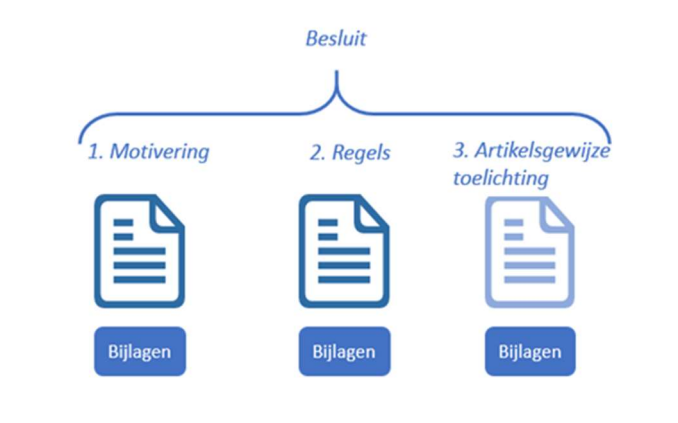 Besluit
1. Motivering
2. Regels
3. Artikelsgewijze
toelichting
Bijlagen
Bijlagen
Bijlagen